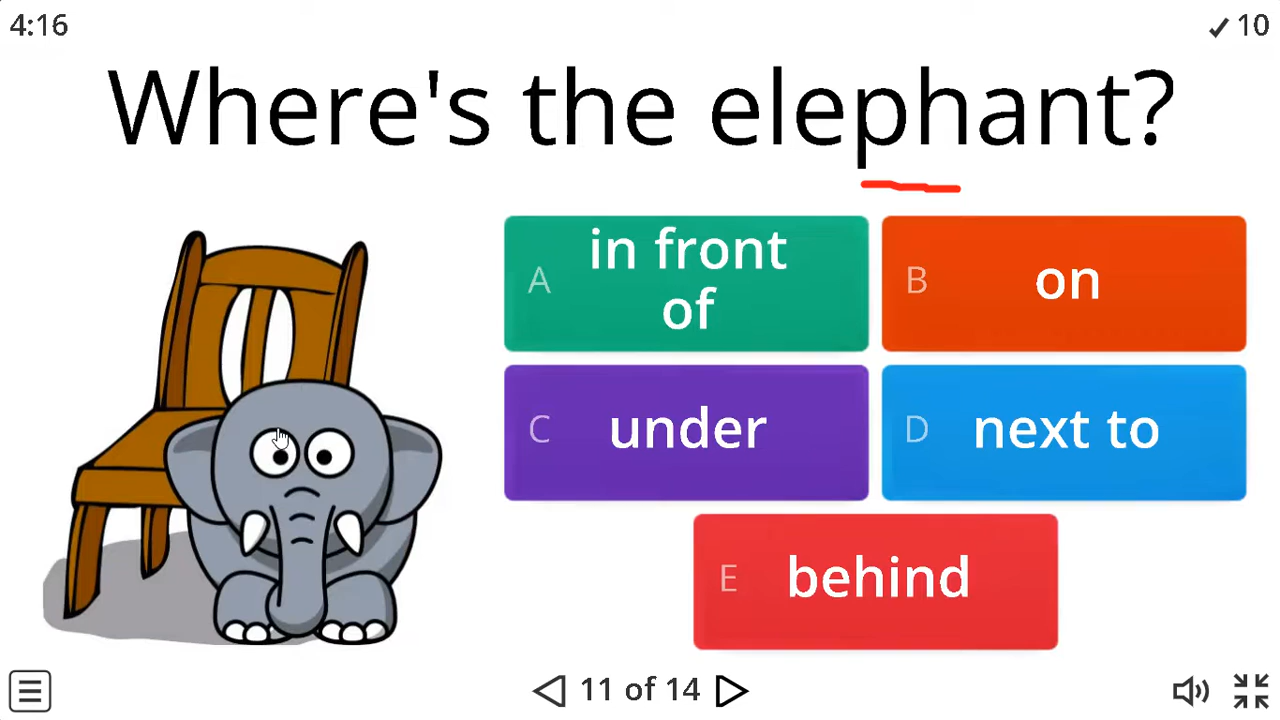 4:16
✓ 10
Where's the elephant?
A in front of
B on
C under
D next to
E behind
11 of 14